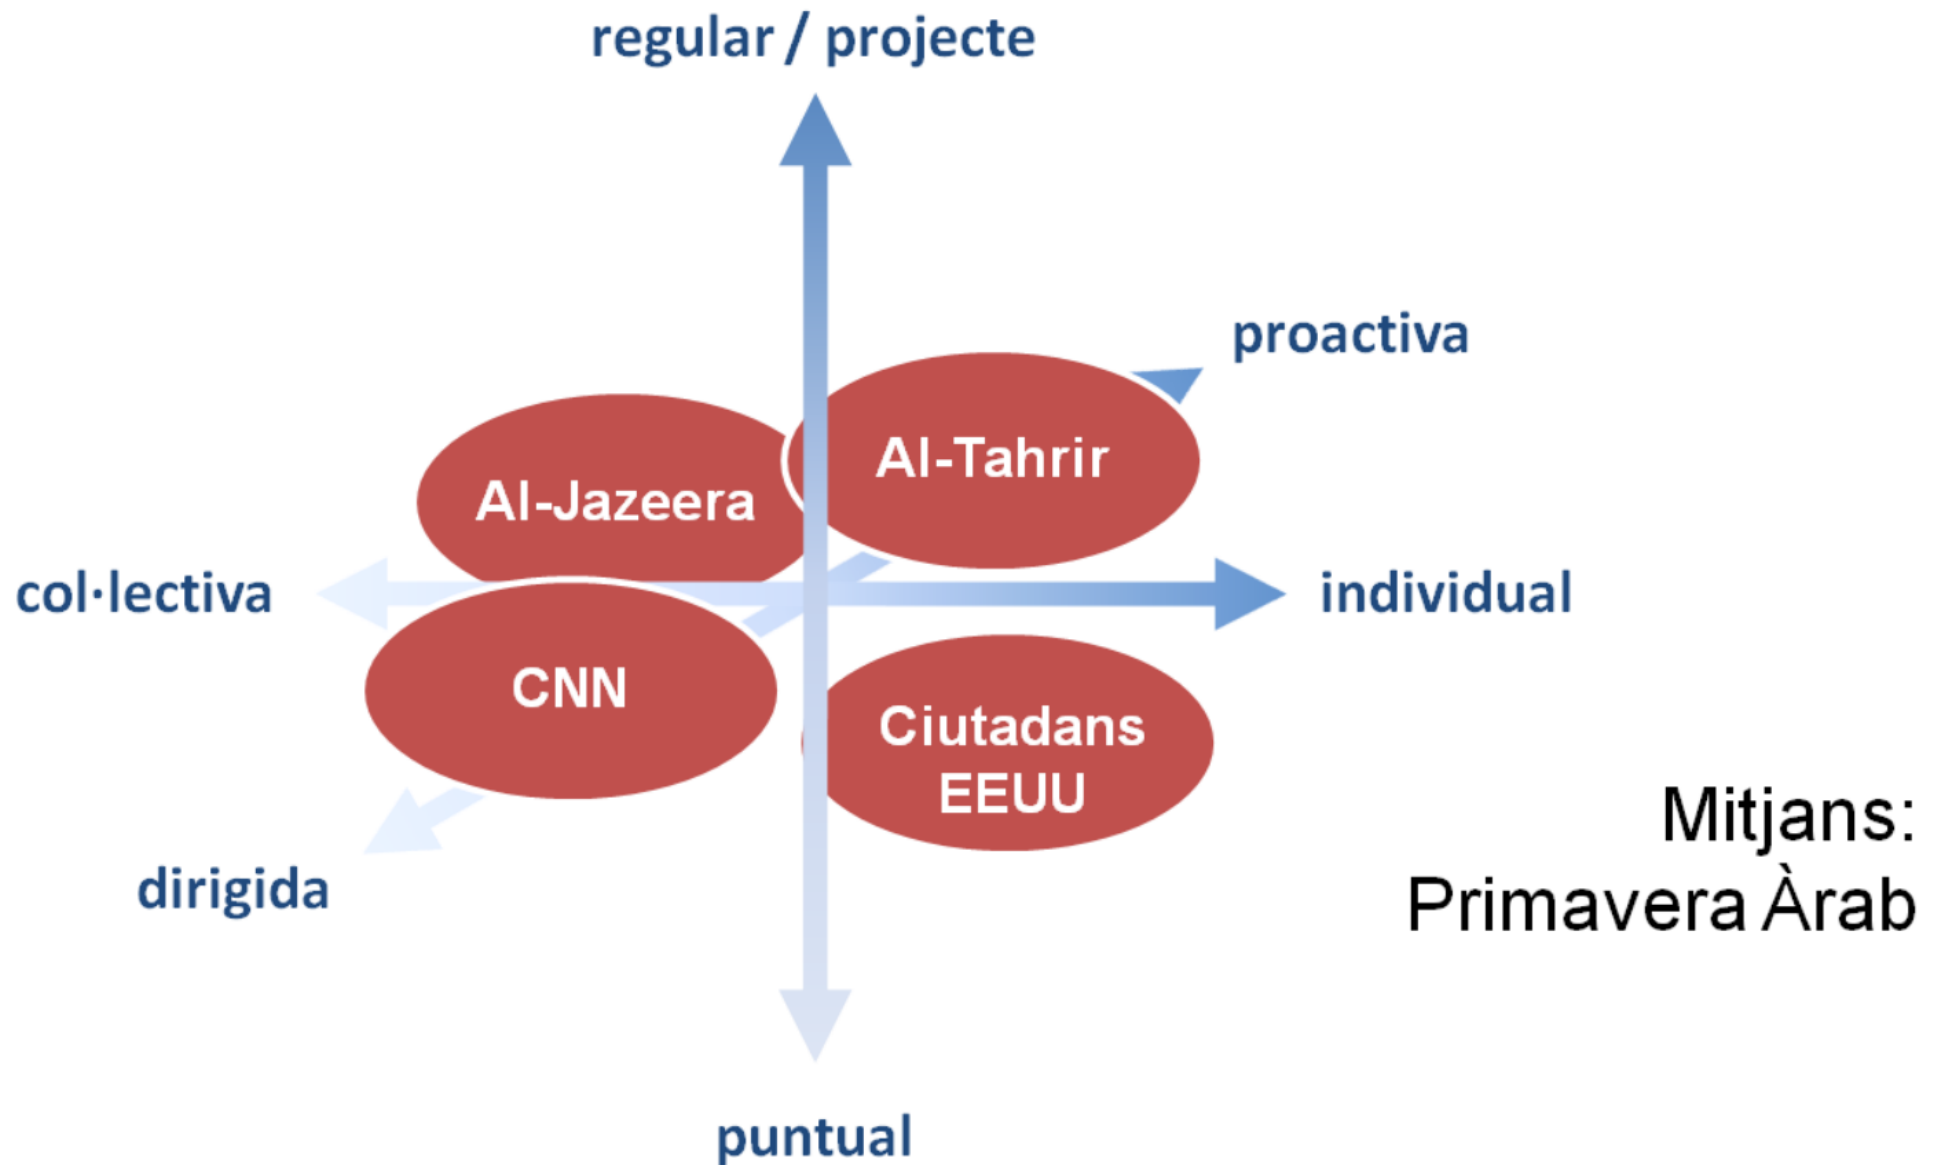 regular / projecte
proactiva
Al-Tahrir
Al-Jazeera
col·lectiva
individual
CNN
Ciutadans
EEUU
dirigida
Mitjans:
Primavera Àrab
puntual